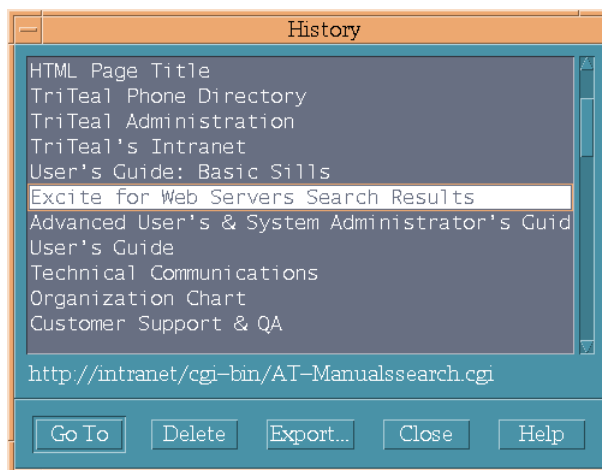 History
HTML Page Title
TriTeal Phone Directory
TriTeal Administration
TriTeal's Intranet
User's Guide: Basic Sills
Excite for Web Servers Search Results
Advanced User's & System Administrator's Guid
User's Guide
Technical Communications
Organization Chart
Customer Support & QA
http://intranet/cgi-bin/AT-Manualssearch.cgi
Go To Delete Export... Close Help